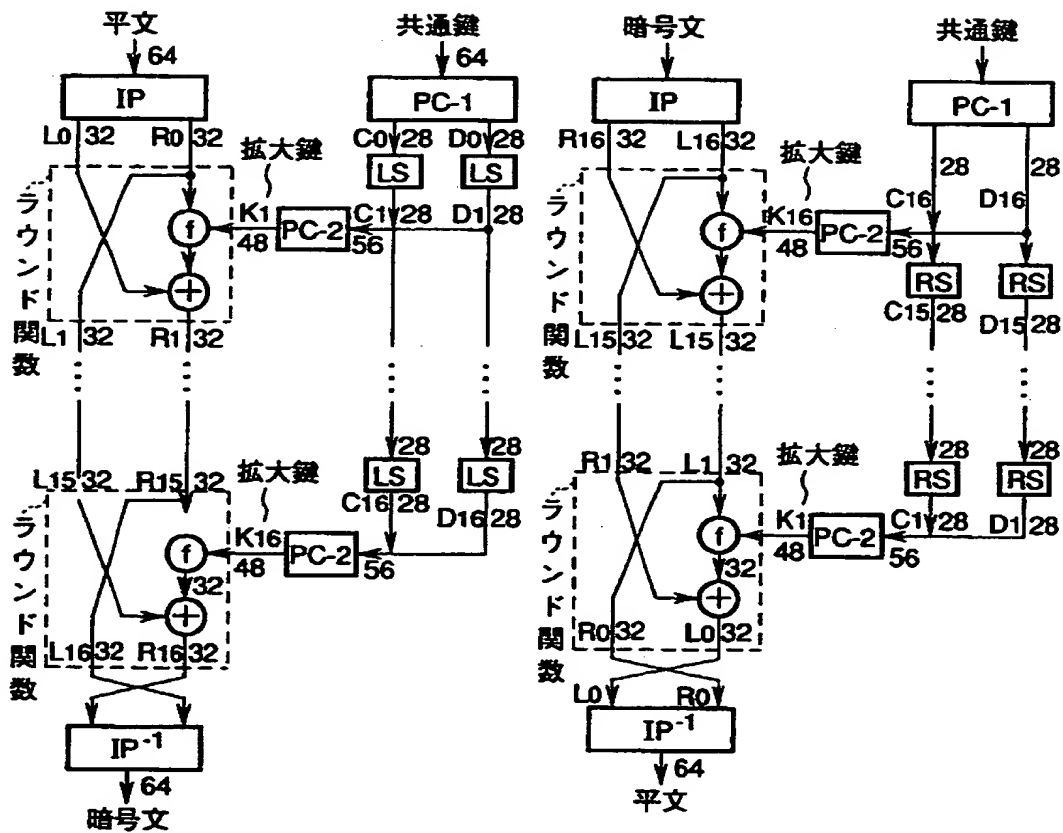 平文
64
IP
L0 32 R0 32
共通鍵
64
PC-1
C0 28 D0 28
LS LS
C1 28 D1 28
拡大鍵
K1
48
PC-2
56
f
+
ラウンド関数
L1 32 R1 32
28 28
LS LS
C16 28 D16 28
L15 32 R15 32
拡大鍵
K16
48
PC-2
56
f
32
+
ラウンド関数
L16 32 R16 32
IP-1
64
暗号文
暗号文
IP
R16 32 L16 32
共通鍵
PC-1
28 28
C16 D16
拡大鍵
K16
48
PC-2
56
RS RS
C15 28 D15 28
f
+
ラウンド関数
L15 32 L15 32
28 28
RS RS
C1 28 D1 28
R1 32 L1 32
拡大鍵
K1
48
PC-2
56
f
32
+
ラウンド関数
R0 32 L0 32
L0 R0
IP-1
64
平文